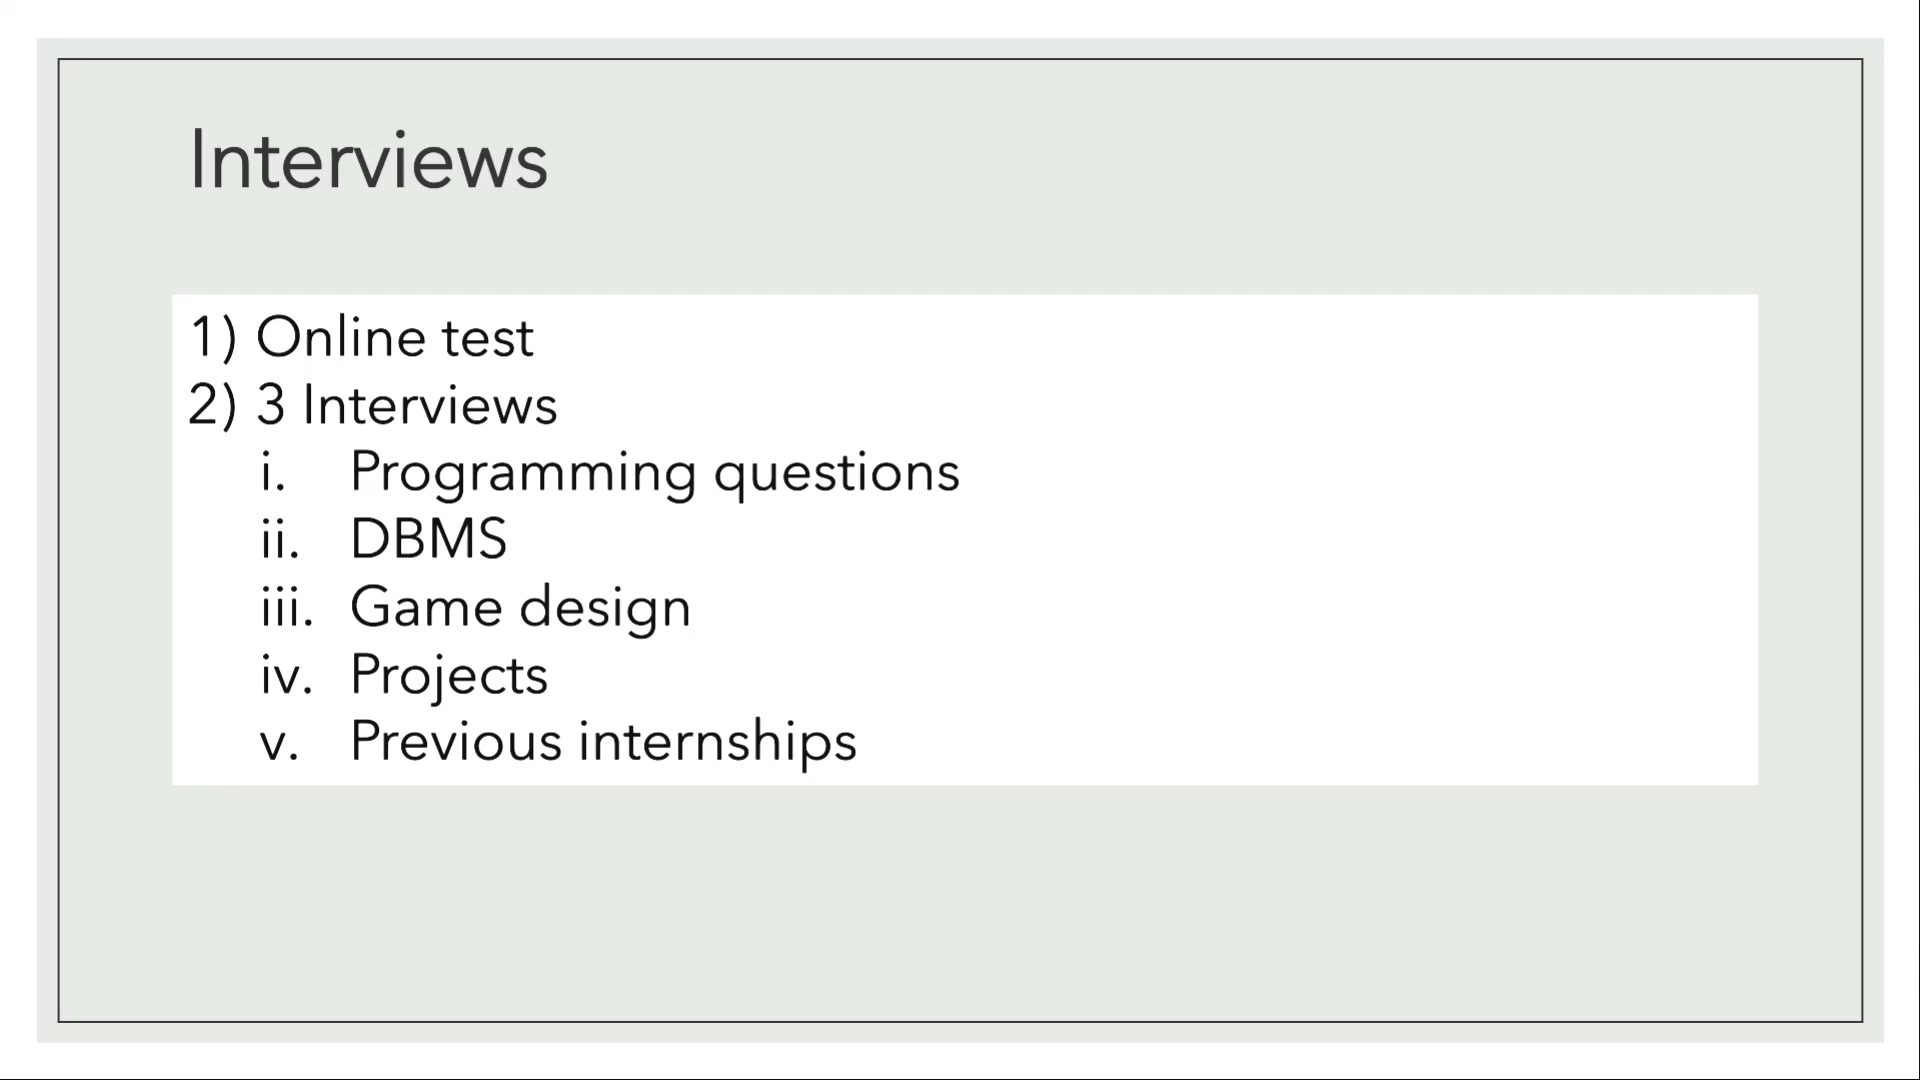 Interviews
1) Online test
2) 3 Interviews
i. Programming questions
ii. DBMS
iii. Game design
iv. Projects
v. Previous internships